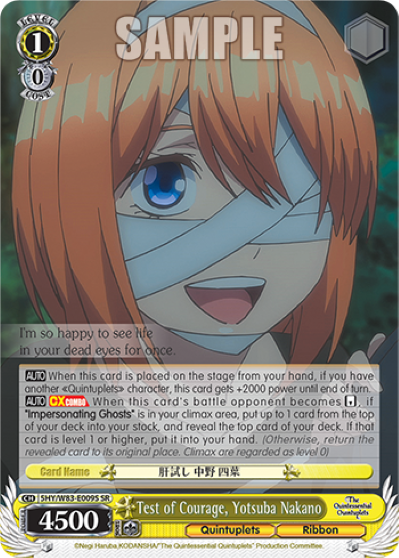 LEVEL
1
0
COST
SAMPLE
I'm so happy to see life
in your dead eyes for once.
AUTO When this card is placed on the stage from your hand, if you have
another «Quintuplets» character, this card gets +2000 power until end of turn.
AUTO CX COMBO When this card's battle opponent becomes , if
"Impersonating Ghosts" is in your climax area, put up to 1 card from the top
of your deck into your stock, and reveal the top card of your deck. If that
card is level 1 or higher, put it into your hand. (Otherwise, return the
revealed card to its original place. Climax are regarded as level 0)
Card Name 肝試し 中野 四葉
CH 5HY/W83-E009S SR
Test of Courage, Yotsuba Nakano
The Quintessential Quintuplets
4500
Quintuplets Ribbon
©Negi Haruba,KODANSHA/"The Quintessential Quintuplets" Production Committee.